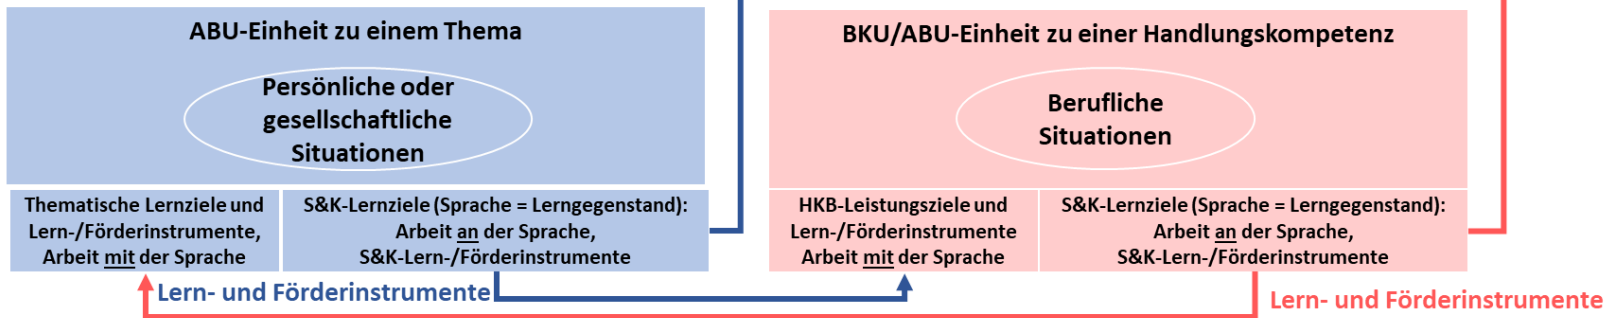 ABU-Einheit zu einem Thema
Persönliche oder
gesellschaftliche
Situationen
Thematische Lernziele und
Lern-/Förderinstrumente,
Arbeit mit der Sprache
S&K-Lernziele (Sprache = Lerngegenstand):
Arbeit an der Sprache,
S&K-Lern-/Förderinstrumente
Lern- und Förderinstrumente
BKU/ABU-Einheit zu einer Handlungskompetenz
Berufliche
Situationen
HKB-Leistungsziele und
Lern-/Förderinstrumente
Arbeit mit der Sprache
S&K-Lernziele (Sprache = Lerngegenstand):
Arbeit an der Sprache,
S&K-Lern-/Förderinstrumente
Lern- und Förderinstrumente